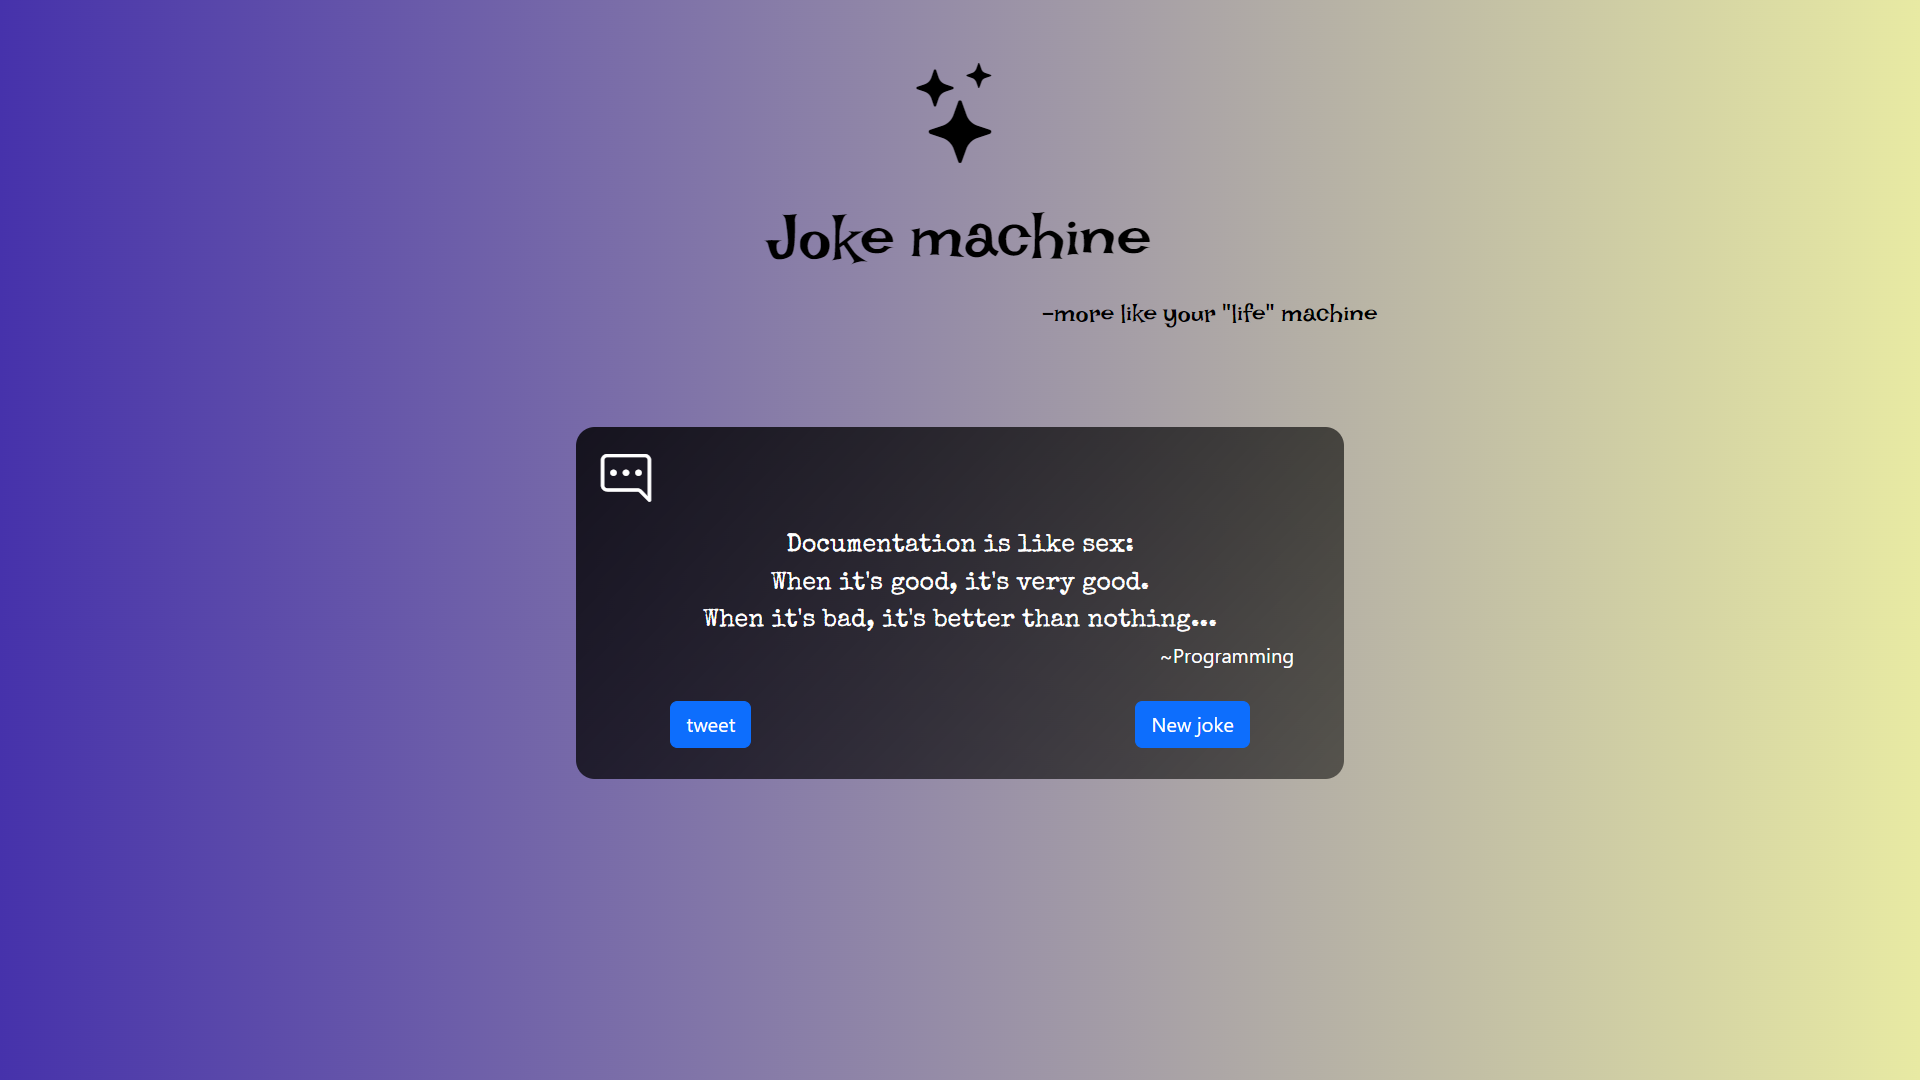 Joke machine
-more like your "life" machine
Documentation is like sex:
When it's good, it's very good.
When it's bad, it's better than nothing...
~Programming
tweet
New joke